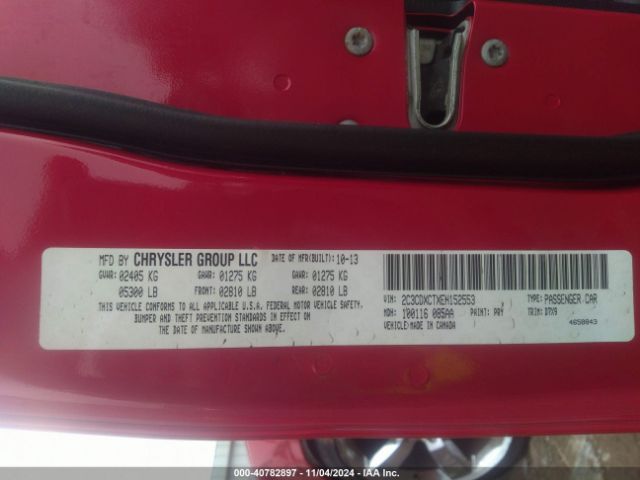 MFD BY CHRYSLER GROUP LLC DATE OF MFR(BUILT): 10-13
GVWR: 02405 KG GAWR: 01275 KG GAWR: 01275 KG
05300 LB FRONT: 02810 LB REAR: 02810 LB
THIS VEHICLE CONFORMS TO ALL APPLICABLE U.S.A. FEDERAL MOTOR VEHICLE SAFETY,
BUMPER AND THEFT PREVENTION STANDARDS IN EFFECT ON
THE DATE OF MANUFACTURE SHOWN ABOVE.
VIN: 2C3CDXCTXEH152553 TYPE: PASSENGER CAR
MDH: 100116 085AA PAINT: PRY TRIM: D7X9
VEHICLE MADE IN CANADA 4658843
000-40782897 - 11/04/2024 - IAA Inc.